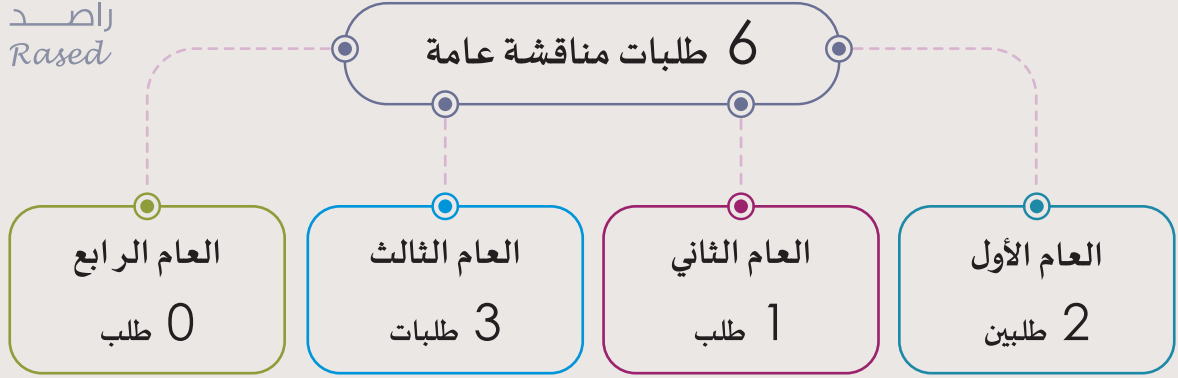 راصد
Rased
6 طلبات مناقشة عامة
العام الأول
2 طلبين
العام الثاني
1 طلب
العام الثالث
3 طلبات
العام الرابع
0 طلب